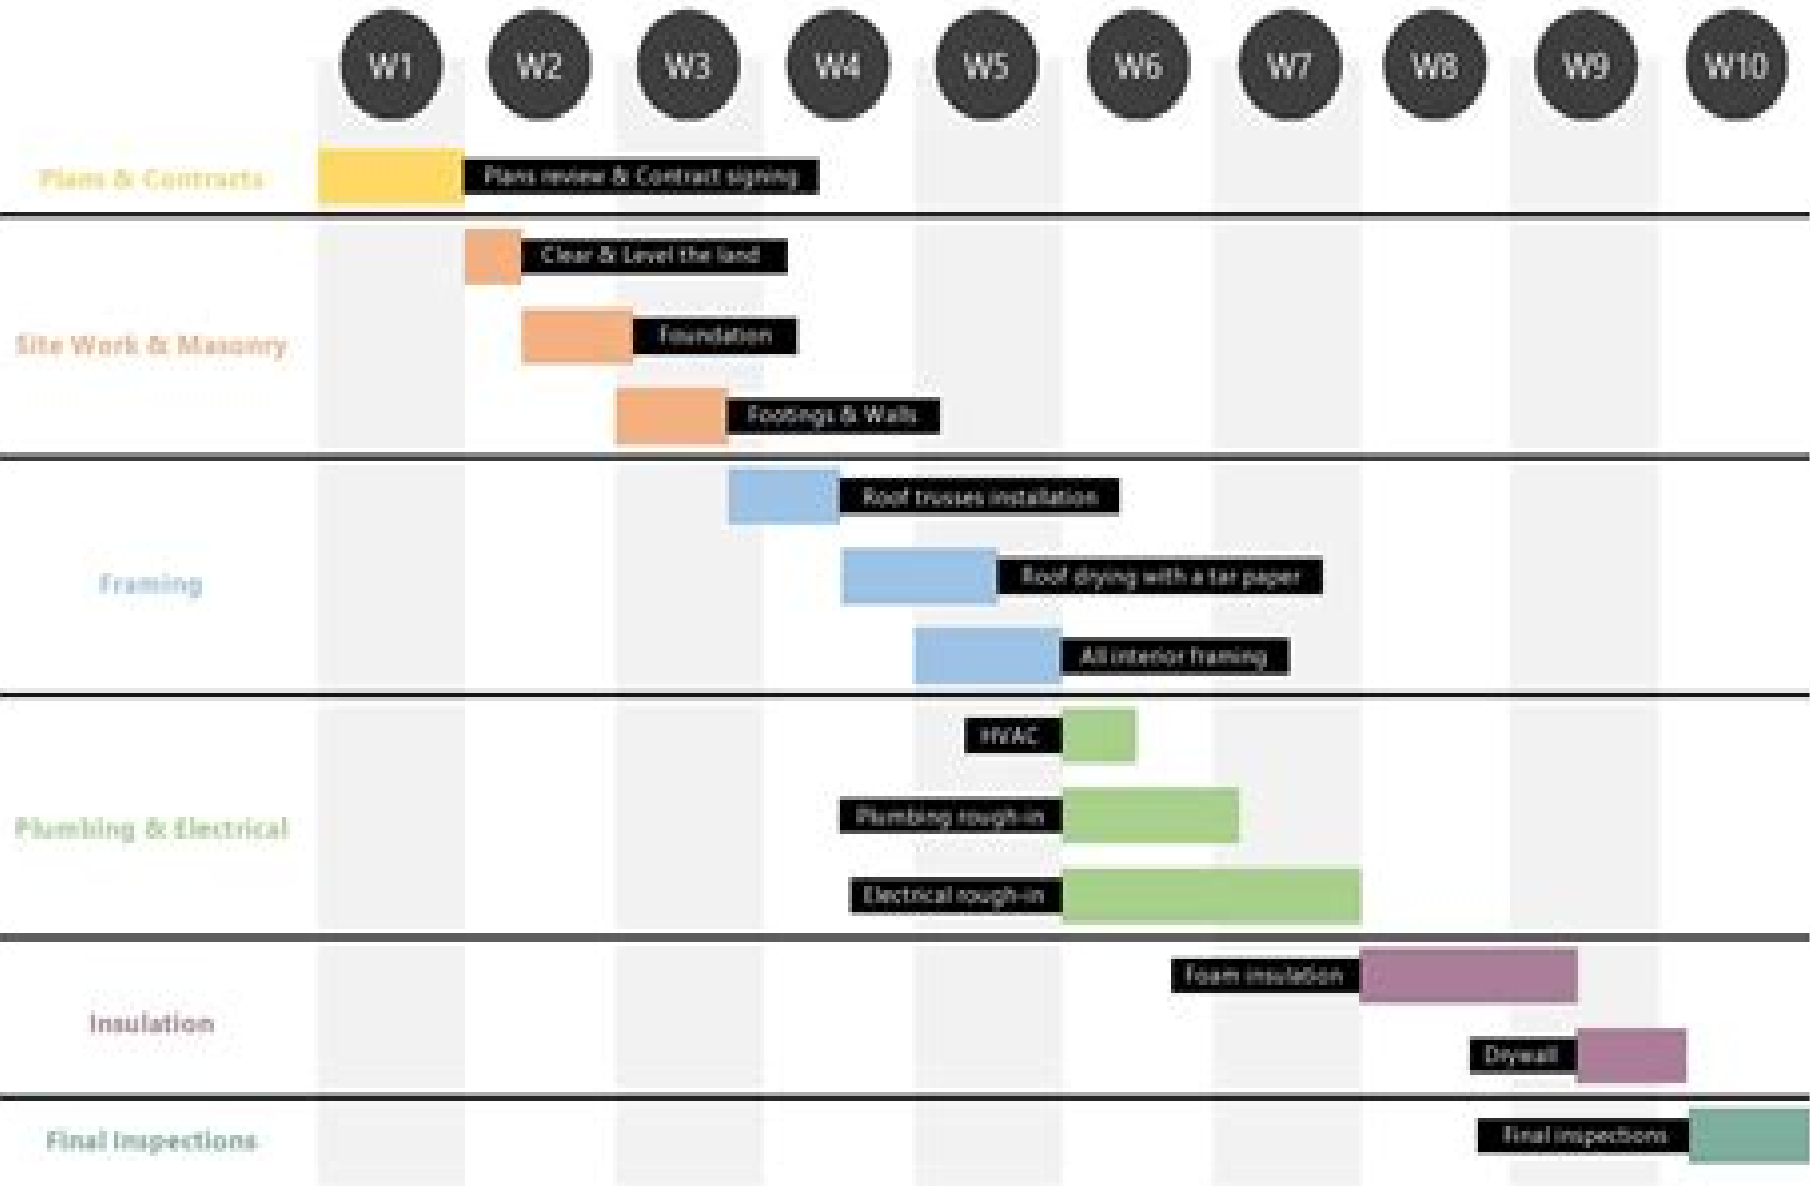 W1 W2 W3 W4 W5 W6 W7 W8 W9 W10
Plans & Contracts
Plans review & Contract signing
Site Work & Masonry
Clear & Level the land
Foundation
Footings & Walls
Framing
Roof trusses installation
Roof drying with a tar paper
All interior framing
Plumbing & Electrical
HVAC
Plumbing rough-in
Electrical rough-in
Insulation
Foam insulation
Drywall
Final Inspections
Final inspections